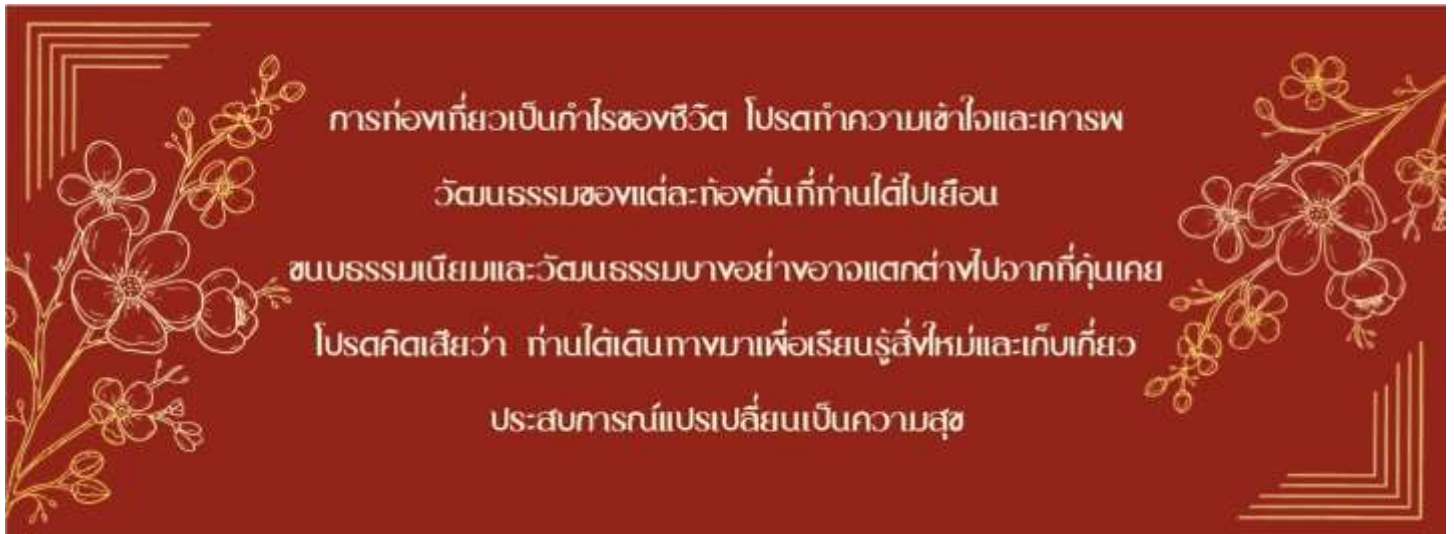 การท่องเที่ยวเป็นกำไรของชีวิต โปรดทำความเข้าใจและเคารพ
วัฒนธรรมของแต่ละท้องถิ่นที่ท่านได้ไปเยือน
ขนบธรรมเนียมและวัฒนธรรมบางอย่างอาจแตกต่างไปจากที่คุ้นเคย
โปรดคิดเสียว่า ท่านได้เดินทางมาเพื่อเรียนรู้สิ่งใหม่และเก็บเกี่ยว
ประสบการณ์แปรเปลี่ยนเป็นความสุข